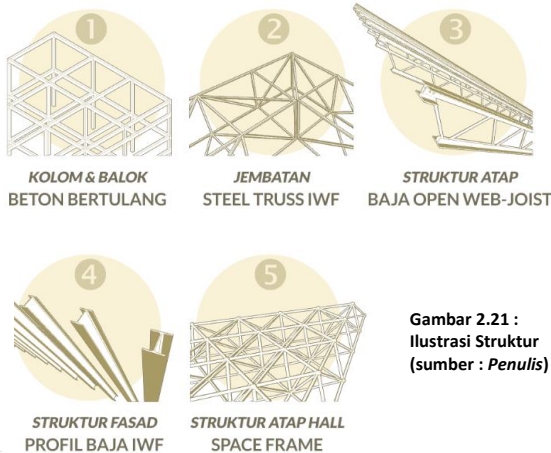 1
KOLOM & BALOK
BETON BERTULANG
2
JEMBATAN
STEEL TRUSS IWF
3
STRUKTUR ATAP
BAJA OPEN WEB-JOIST
4
STRUKTUR FASAD
PROFIL BAJA IWF
5
STRUKTUR ATAP HALL
SPACE FRAME
Gambar 2.21 :
Ilustrasi Struktur
(sumber : Penulis)